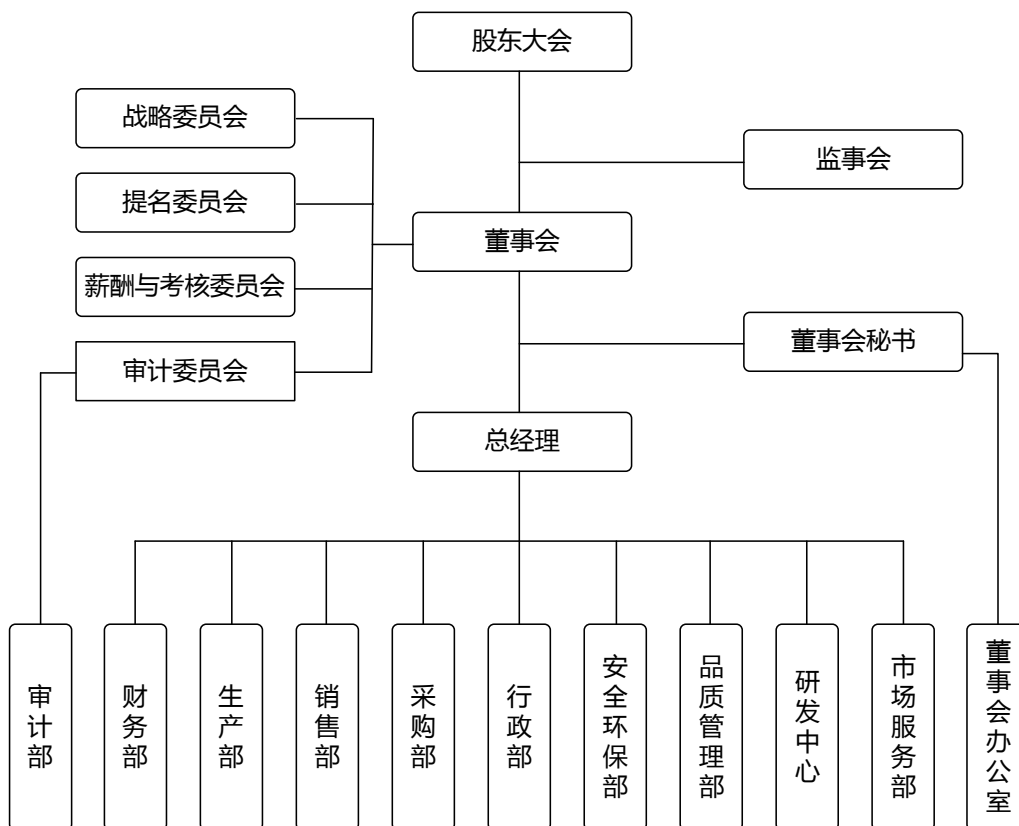 股东大会
战略委员会
监事会
提名委员会
董事会
薪酬与考核委员会
董事会秘书
审计委员会
总经理
审计部
财务部
生产部
销售部
采购部
行政部
安全环保部
品质管理部
研发中心
市场服务部
董事会办公室